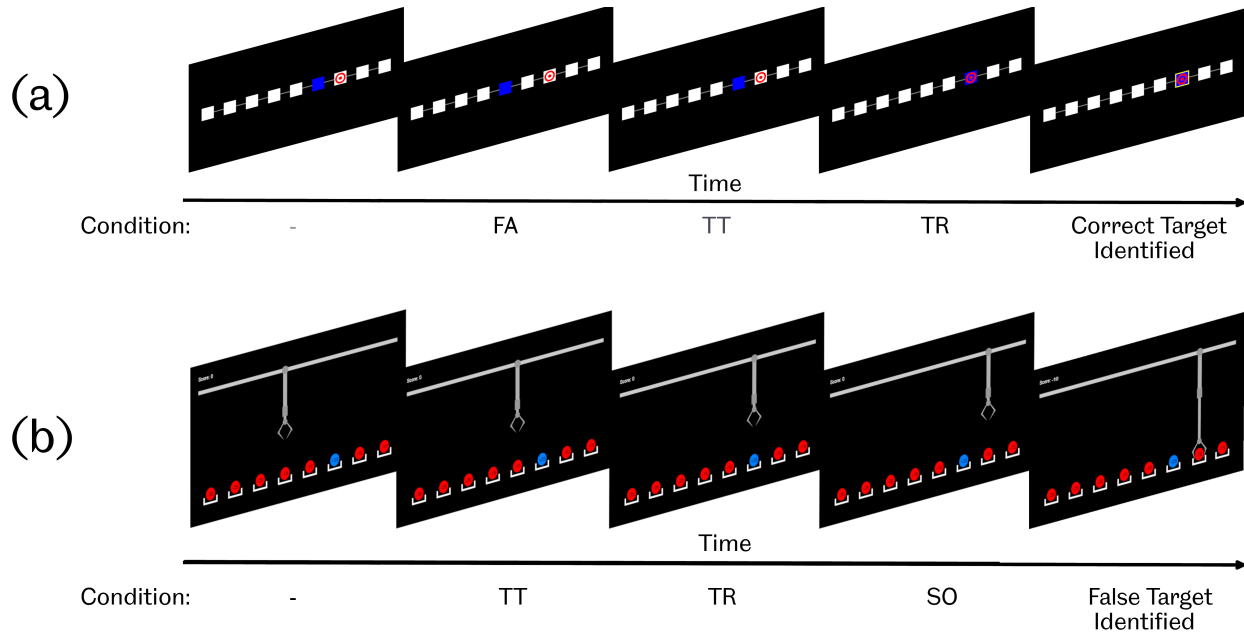 (a)
Time
Condition: - FA TT TR Correct Target
Identified
(b)
Score: 0
Score: 0
Score: 0
Score: 0
Score: -10
Time
Condition: - TT TR SO False Target
Identified